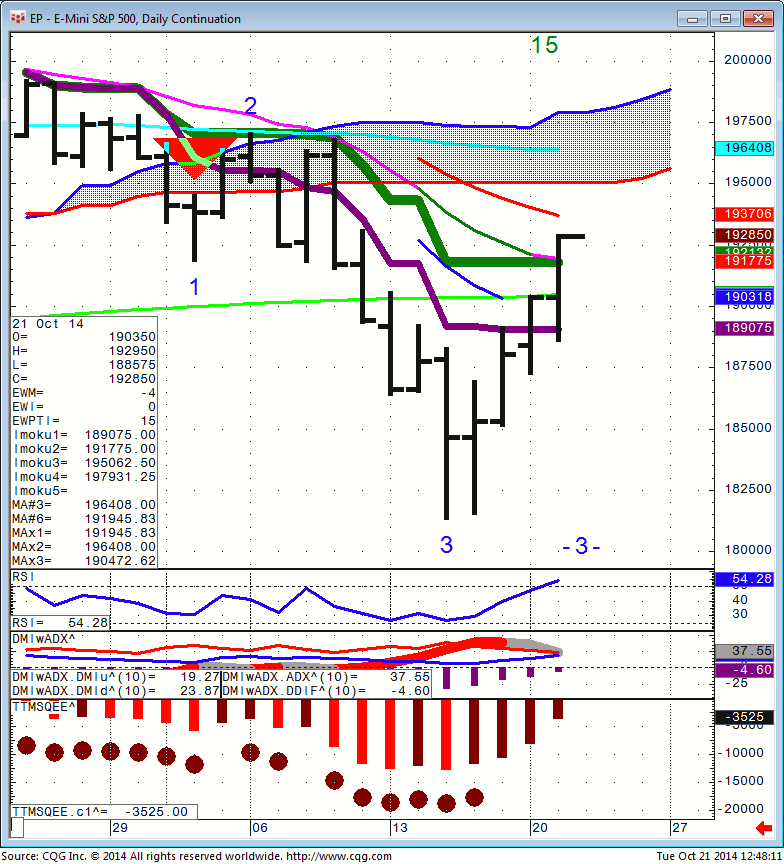 EP - E-Mini S&P 500, Daily Continuation
15
200000
2
197500
196408
195000
193706
192850
191775
1
190318
189075
187500
185000
182500
3
-3-
180000
21 Oct 14
O= 190350
H= 192950
L= 188575
C= 192850
EWM= -4
EWI= 0
EWPTI= 15
Imoku1= 189075.00
Imoku2= 191775.00
Imoku3= 195062.50
Imoku4= 197931.25
Imoku5=
MA#3= 196408.00
MA#6= 191945.83
MAx1= 191945.83
MAx2= 196408.00
MAx3= 190472.62
RSI
54.28
40
30
RSI= 54.28
DMIwADX^
37.55
-4.60
-25
DMIwADX.DMIu^(10)= 19.27 DMIwADX.ADX^(10)= 37.55
DMIwADX.DMId^(10)= 23.87 DMIwADX.DDIF^(10)= -4.60
TTMSQEE^
-3525
-10000
-15000
-20000
TTMSQEE.c1^= -3525.00
29 06 13 20 27
Source: CQG Inc. © 2014 All rights reserved worldwide. http://www.cqg.com Tue Oct 21 2014 12:48:11